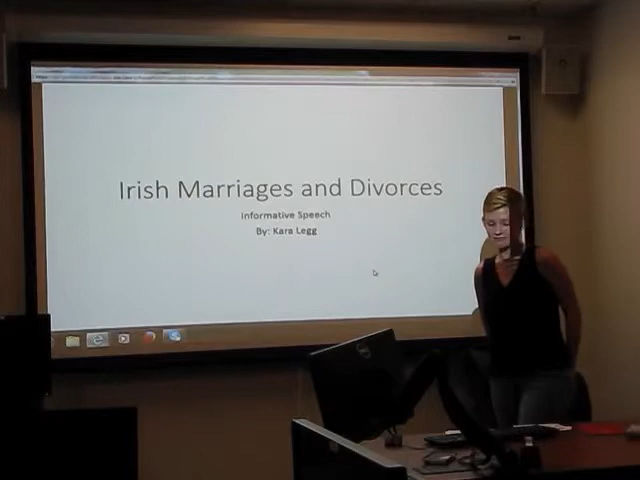 Irish Marriages and Divorces
Informative Speech
By: Kara Legg